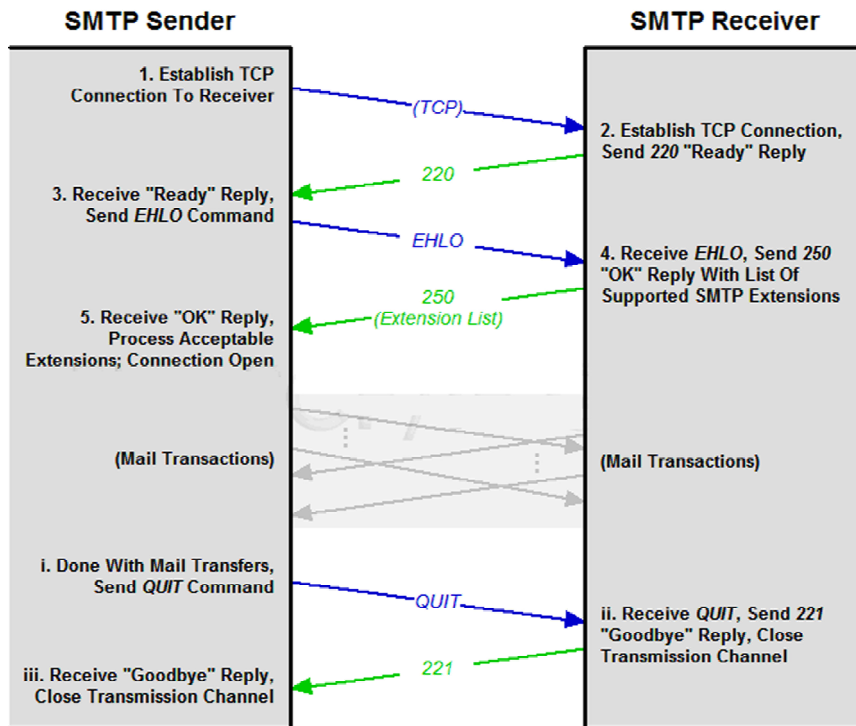 SMTP Sender
SMTP Receiver
1. Establish TCP
Connection To Receiver
(TCP)
2. Establish TCP Connection,
Send 220 "Ready" Reply
220
3. Receive "Ready" Reply,
Send EHLO Command
EHLO
4. Receive EHLO, Send 250
"OK" Reply With List Of
Supported SMTP Extensions
250
(Extension List)
5. Receive "OK" Reply,
Process Acceptable
Extensions; Connection Open
(Mail Transactions)
(Mail Transactions)
i. Done With Mail Transfers,
Send QUIT Command
QUIT
ii. Receive QUIT, Send 221
"Goodbye" Reply, Close
Transmission Channel
221
iii. Receive "Goodbye" Reply,
Close Transmission Channel